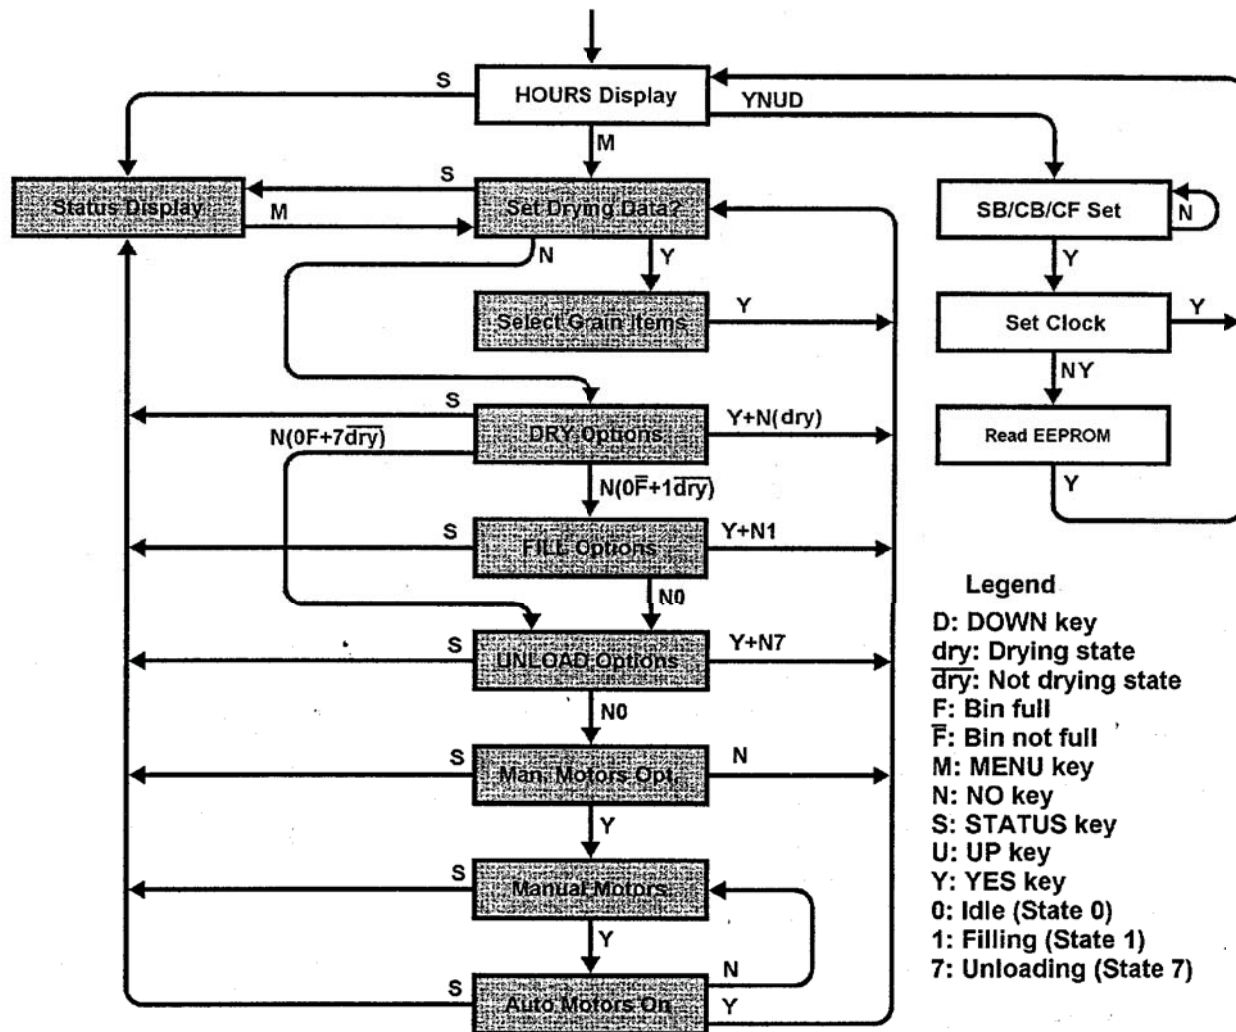 S
HOURS Display
YNUD
M
S
Status Display
M
Set Drying Data?
SB/CB/CF Set
N
N
Y
Y
Select Grain Items
Y
Set Clock
Y
NY
S
DRY Options
Y+N(dry)
Read EEPROM
N(0F+7d̅r̅y̅)
N(0F̅+1d̅r̅y̅)
Y
S
FILL Options
Y+N1
N0
S
UNLOAD Options
Y+N7
N0
S
Man. Motors Opt.
N
Y
S
Manual Motors
Y
S
Auto Motors On
N
Y
Legend
D: DOWN key
dry: Drying state
d̅r̅y̅: Not drying state
F: Bin full
F̅: Bin not full
M: MENU key
N: NO key
S: STATUS key
U: UP key
Y: YES key
0: Idle (State 0)
1: Filling (State 1)
7: Unloading (State 7)